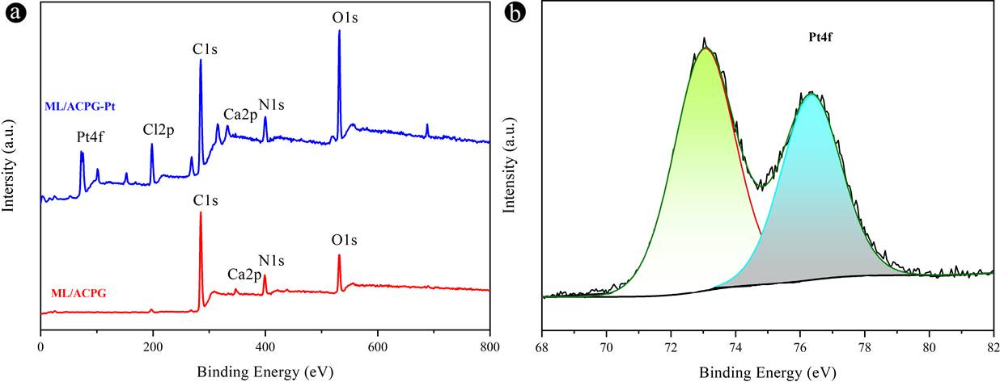 a
O1s
C1s
ML/ACPG-Pt
Pt4f
Cl2p
Ca2p
N1s
C1s
O1s
N1s
Ca2p
ML/ACPG
Intersity (a.u.)
0 200 400 600 800
Binding Energy (eV)
b
Pt4f
Intensity (a.u.)
68 70 72 74 76 78 80 82
Binding Energy (eV)